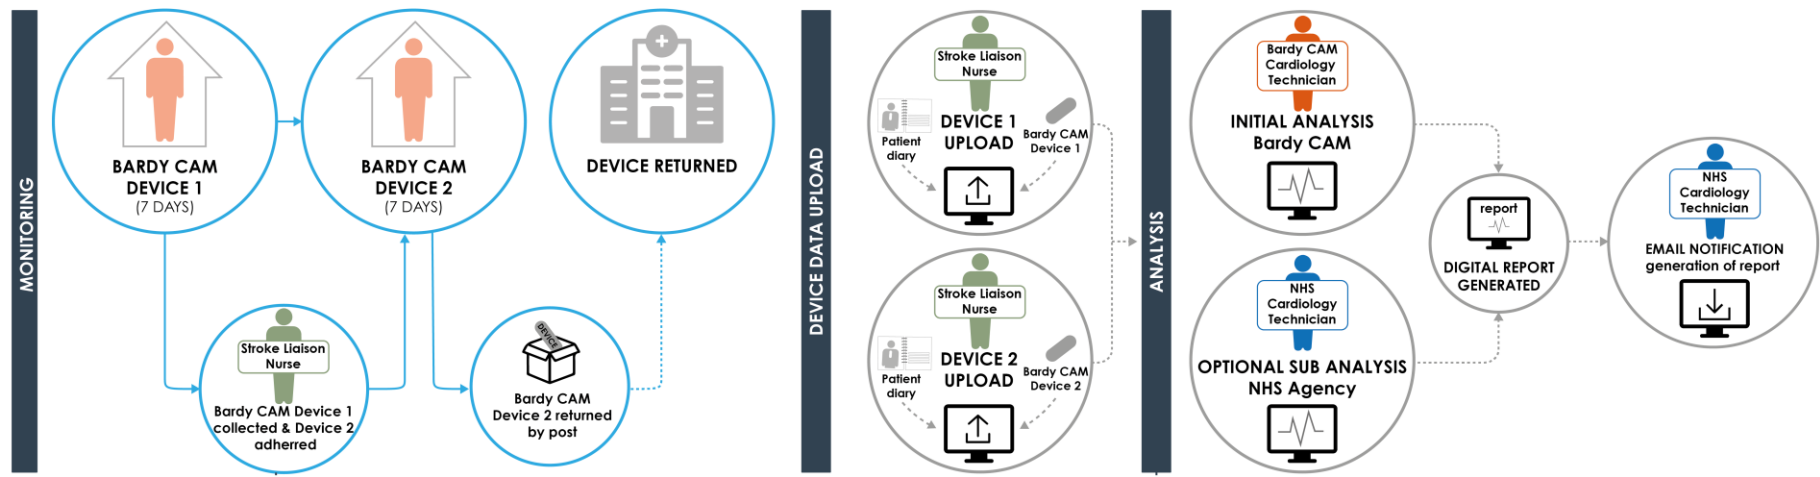 MONITORING
BARDY CAM
DEVICE 1
(7 DAYS)
BARDY CAM
DEVICE 2
(7 DAYS)
DEVICE RETURNED
Stroke Liaison
Nurse
Bardy CAM Device 1
collected & Device 2
adherred
DEVICE
Bardy CAM
Device 2 returned
by post
DEVICE DATA UPLOAD
Stroke Liaison
Nurse
DEVICE 1
UPLOAD
Patient
diary
Bardy CAM
Device 1
Stroke Liaison
Nurse
DEVICE 2
UPLOAD
Patient
diary
Bardy CAM
Device 2
ANALYSIS
Bardy CAM
Cardiology
Technician
INITIAL ANALYSIS
Bardy CAM
NHS
Cardiology
Technician
OPTIONAL SUB ANALYSIS
NHS Agency
report
DIGITAL REPORT
GENERATED
NHS
Cardiology
Technician
EMAIL NOTIFICATION
generation of report